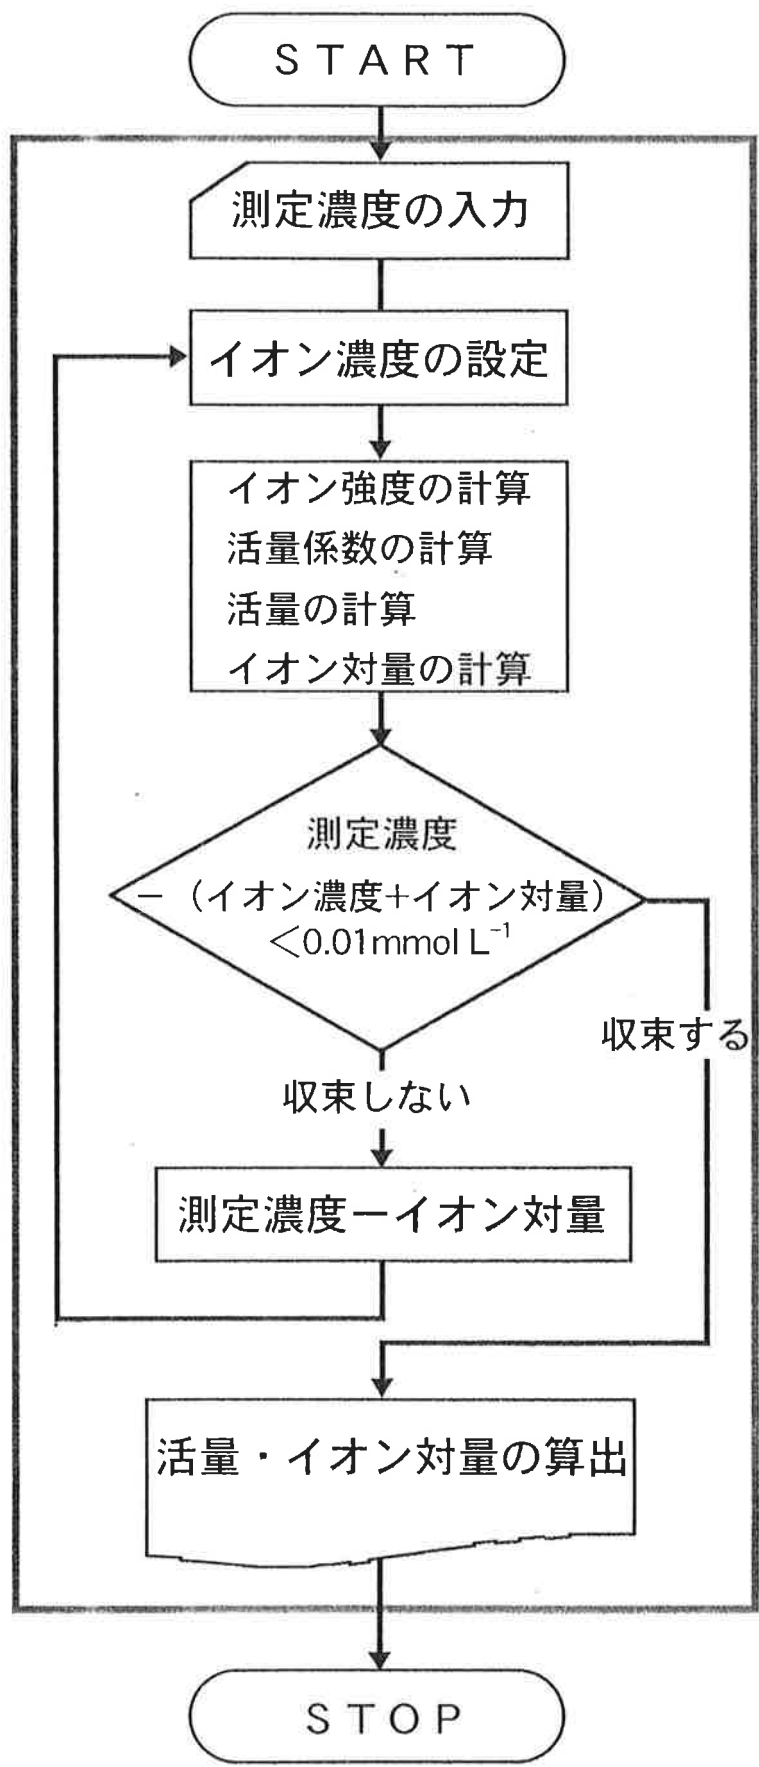 START
測定濃度の入力
イオン濃度の設定
イオン強度の計算
活量係数の計算
活量の計算
イオン対量の計算
測定濃度
－（イオン濃度+イオン対量）
＜0.01mmol L⁻¹
収束する
収束しない
測定濃度ーイオン対量
活量・イオン対量の算出
STOP